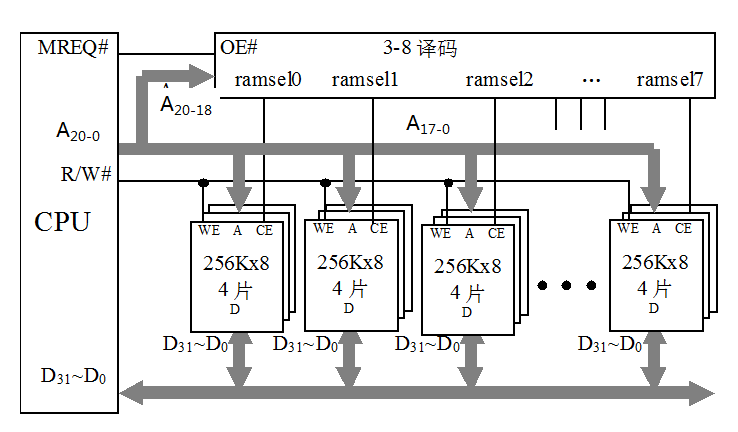 MREQ# OE# 3-8 译码
ramsel0 ramsel1 ramsel2 ... ramsel7
A20-18
A20-0 A17-0
R/W#
CPU
WE A CE WE A CE WE A CE WE A CE
256Kx8 256Kx8 256Kx8 256Kx8
4 片 4 片 4 片 4 片
D D D D
D31~D0 D31~D0 D31~D0 D31~D0
D31~D0